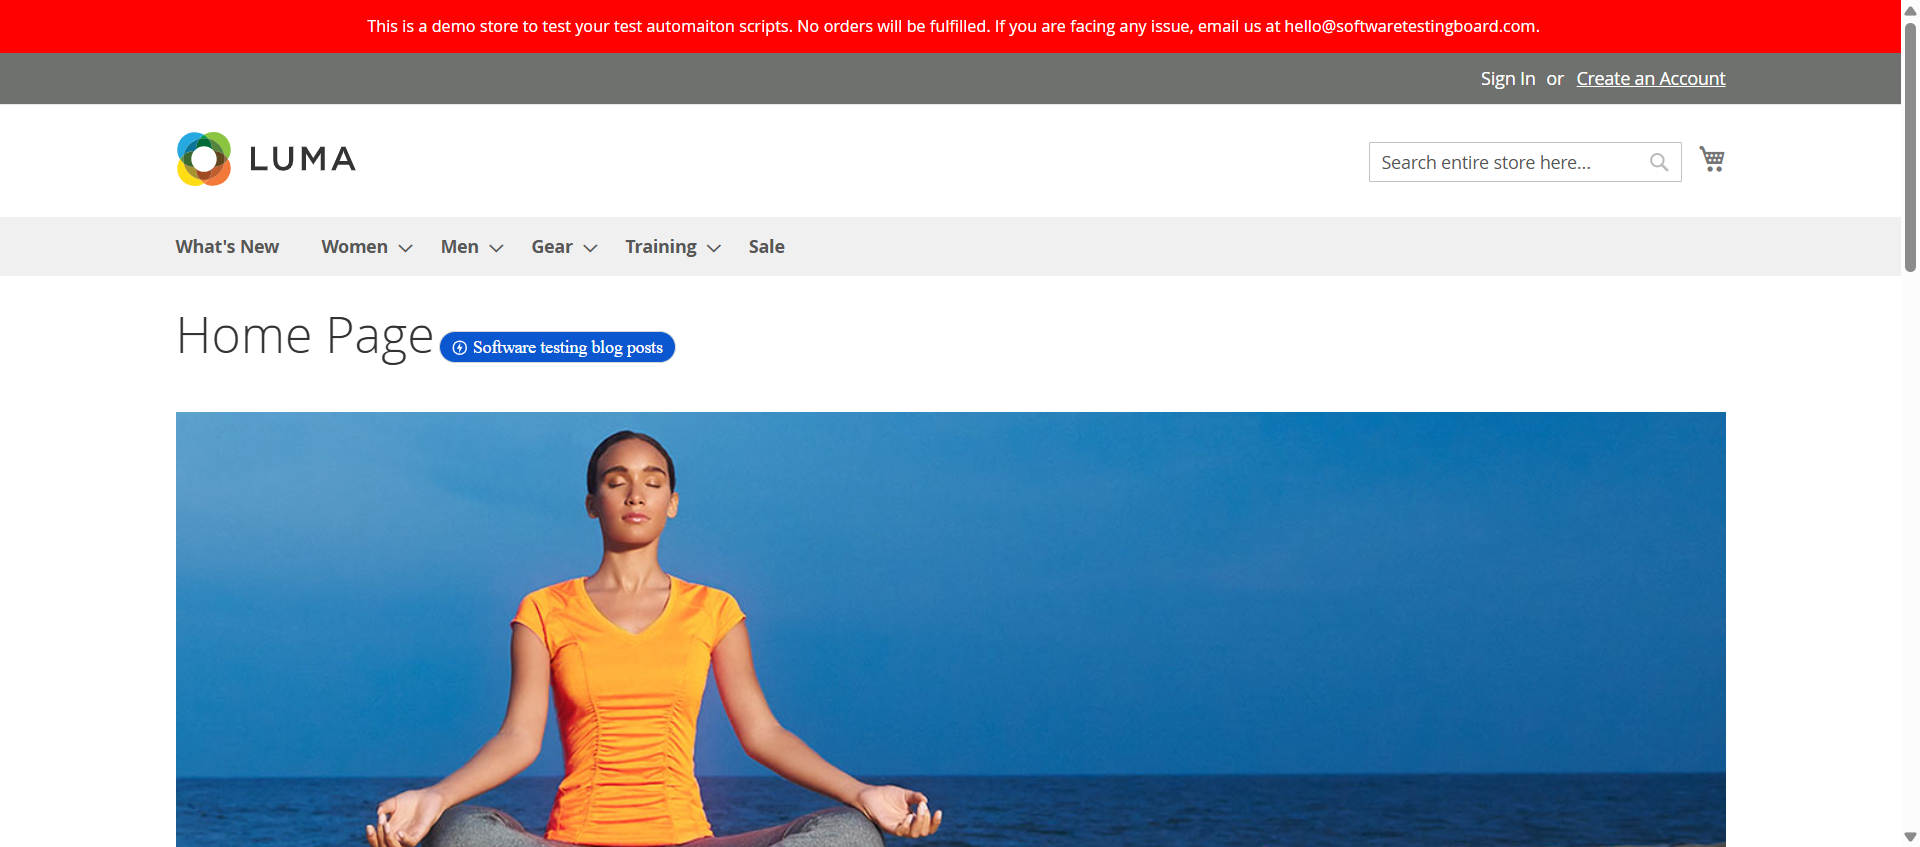 This is a demo store to test your test automaiton scripts. No orders will be fulfilled. If you are facing any issue, email us at hello@softwaretestingboard.com.
Sign In or Create an Account
LUMA
Search entire store here...
What's New Women Men Gear Training Sale
Home Page
Software testing blog posts